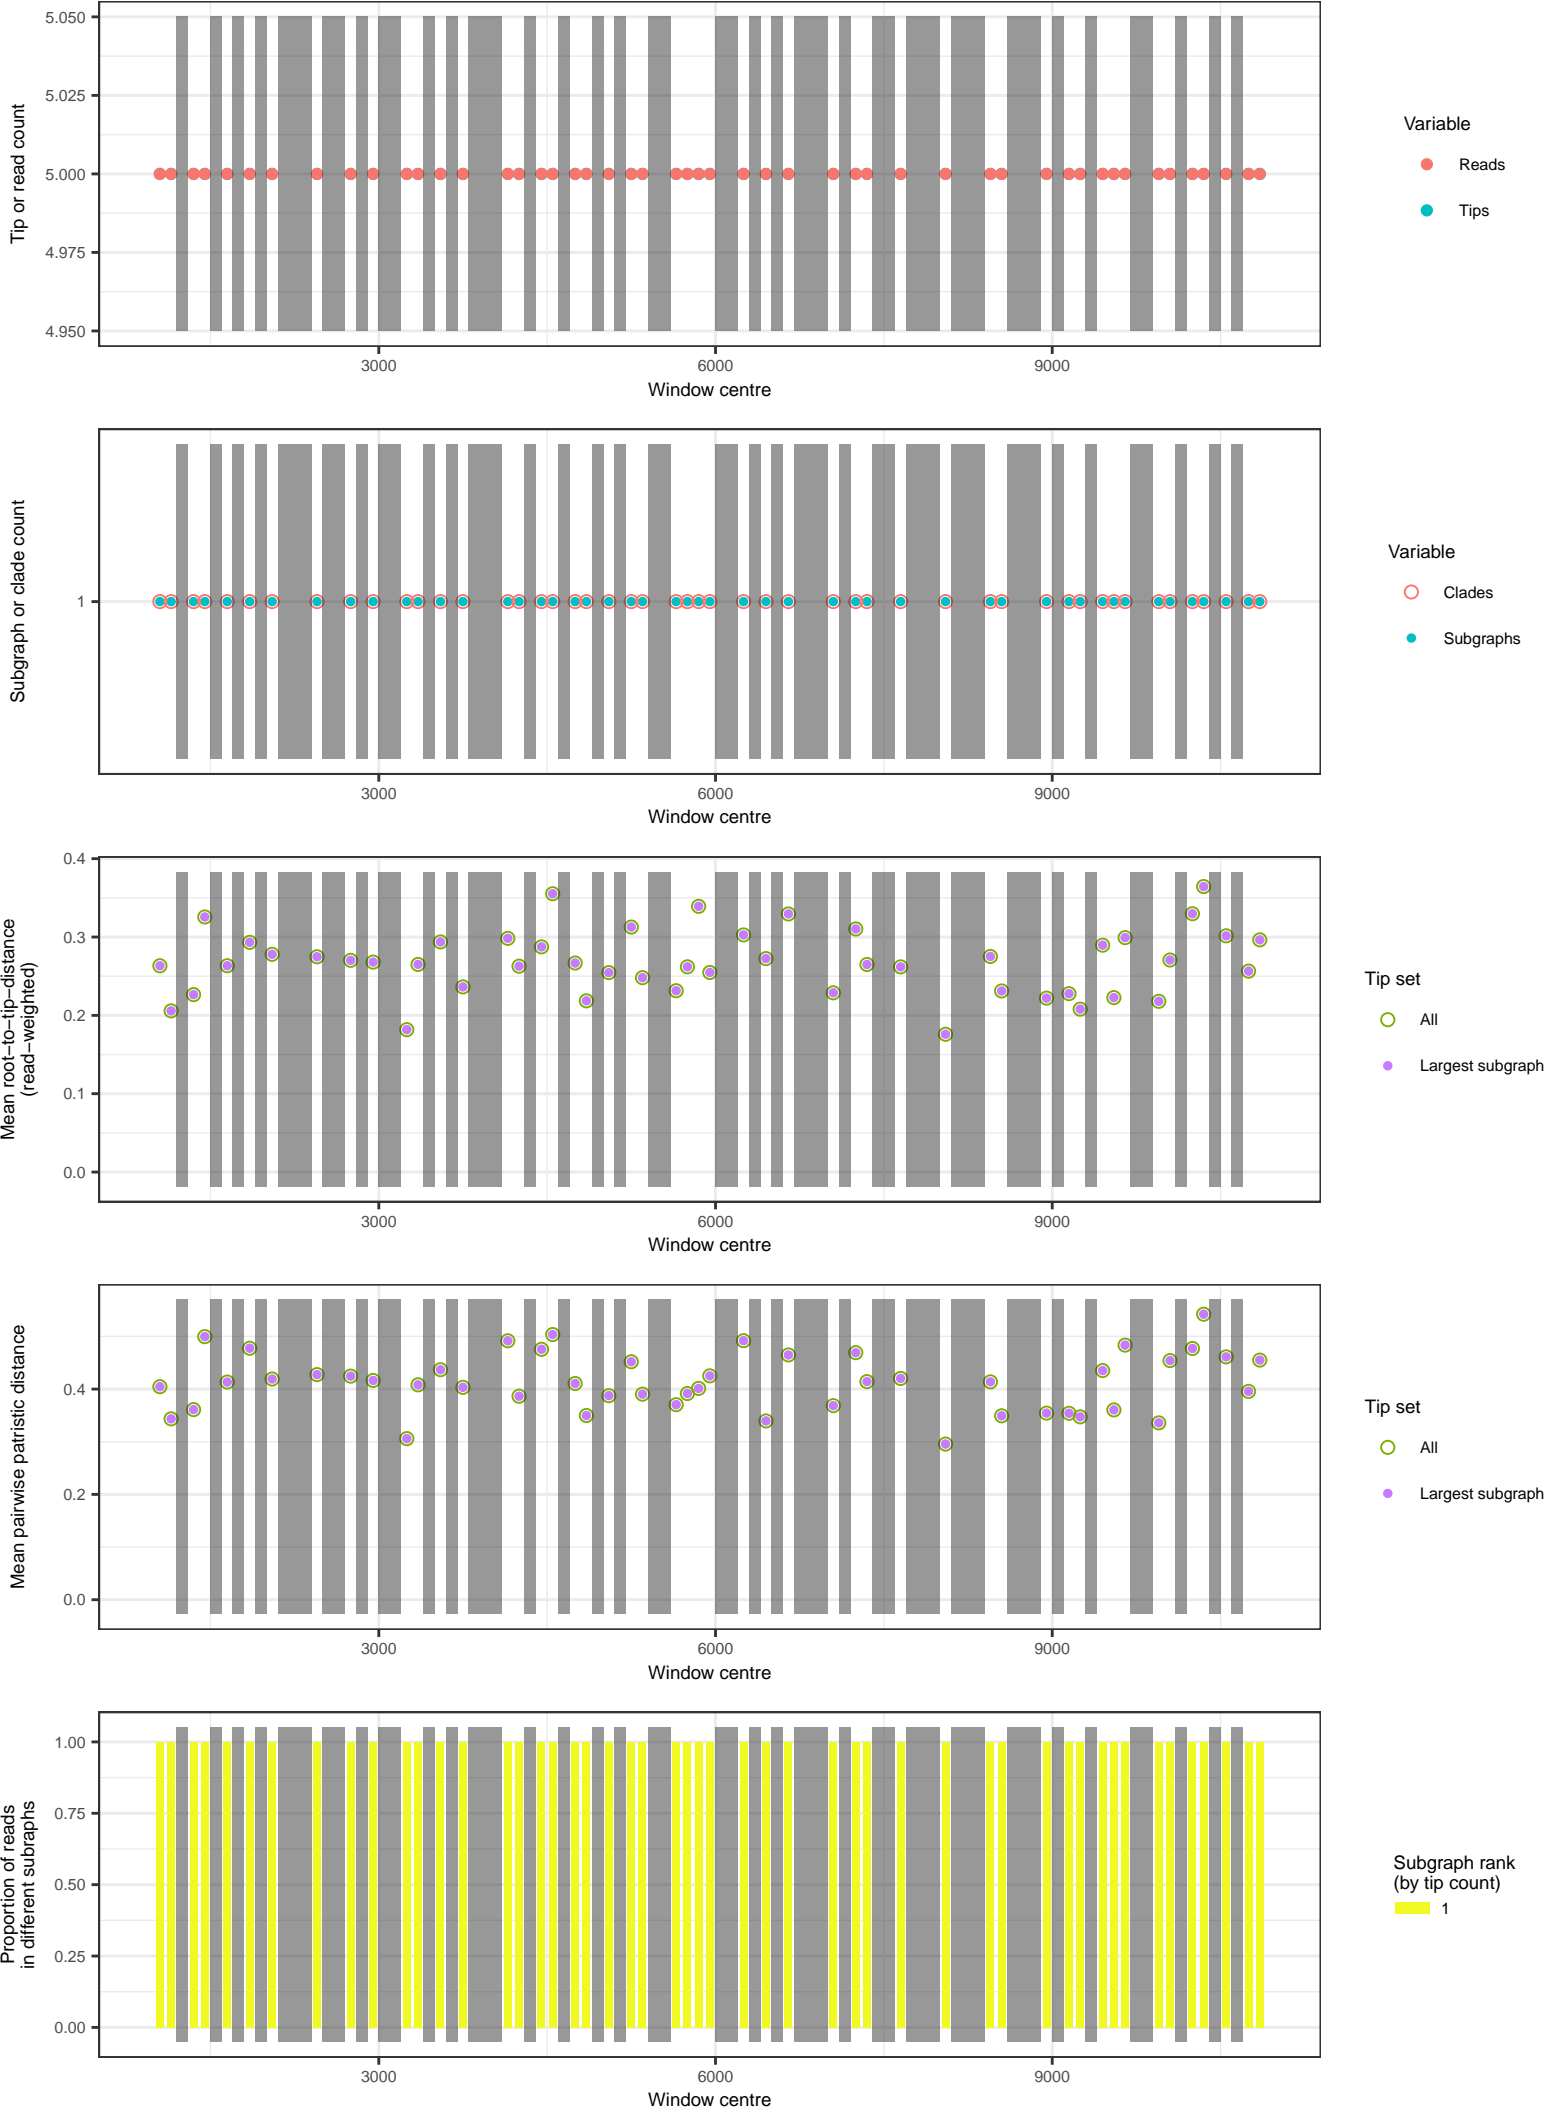 5.050
5.025
5.000
4.975
4.950
Tip or read count
3000 6000 9000
Window centre
Variable
Reads
Tips
1
Subgraph or clade count
3000 6000 9000
Window centre
Variable
Clades
Subgraphs
0.4
0.3
0.2
0.1
0.0
Mean root−to−tip−distance
(read−weighted)
3000 6000 9000
Window centre
Tip set
All
Largest subgraph
0.4
0.2
0.0
Mean pairwise patristic distance
3000 6000 9000
Window centre
Tip set
All
Largest subgraph
1.00
0.75
0.50
0.25
0.00
Proportion of reads
in different subraphs
3000 6000 9000
Window centre
Subgraph rank
(by tip count)
1